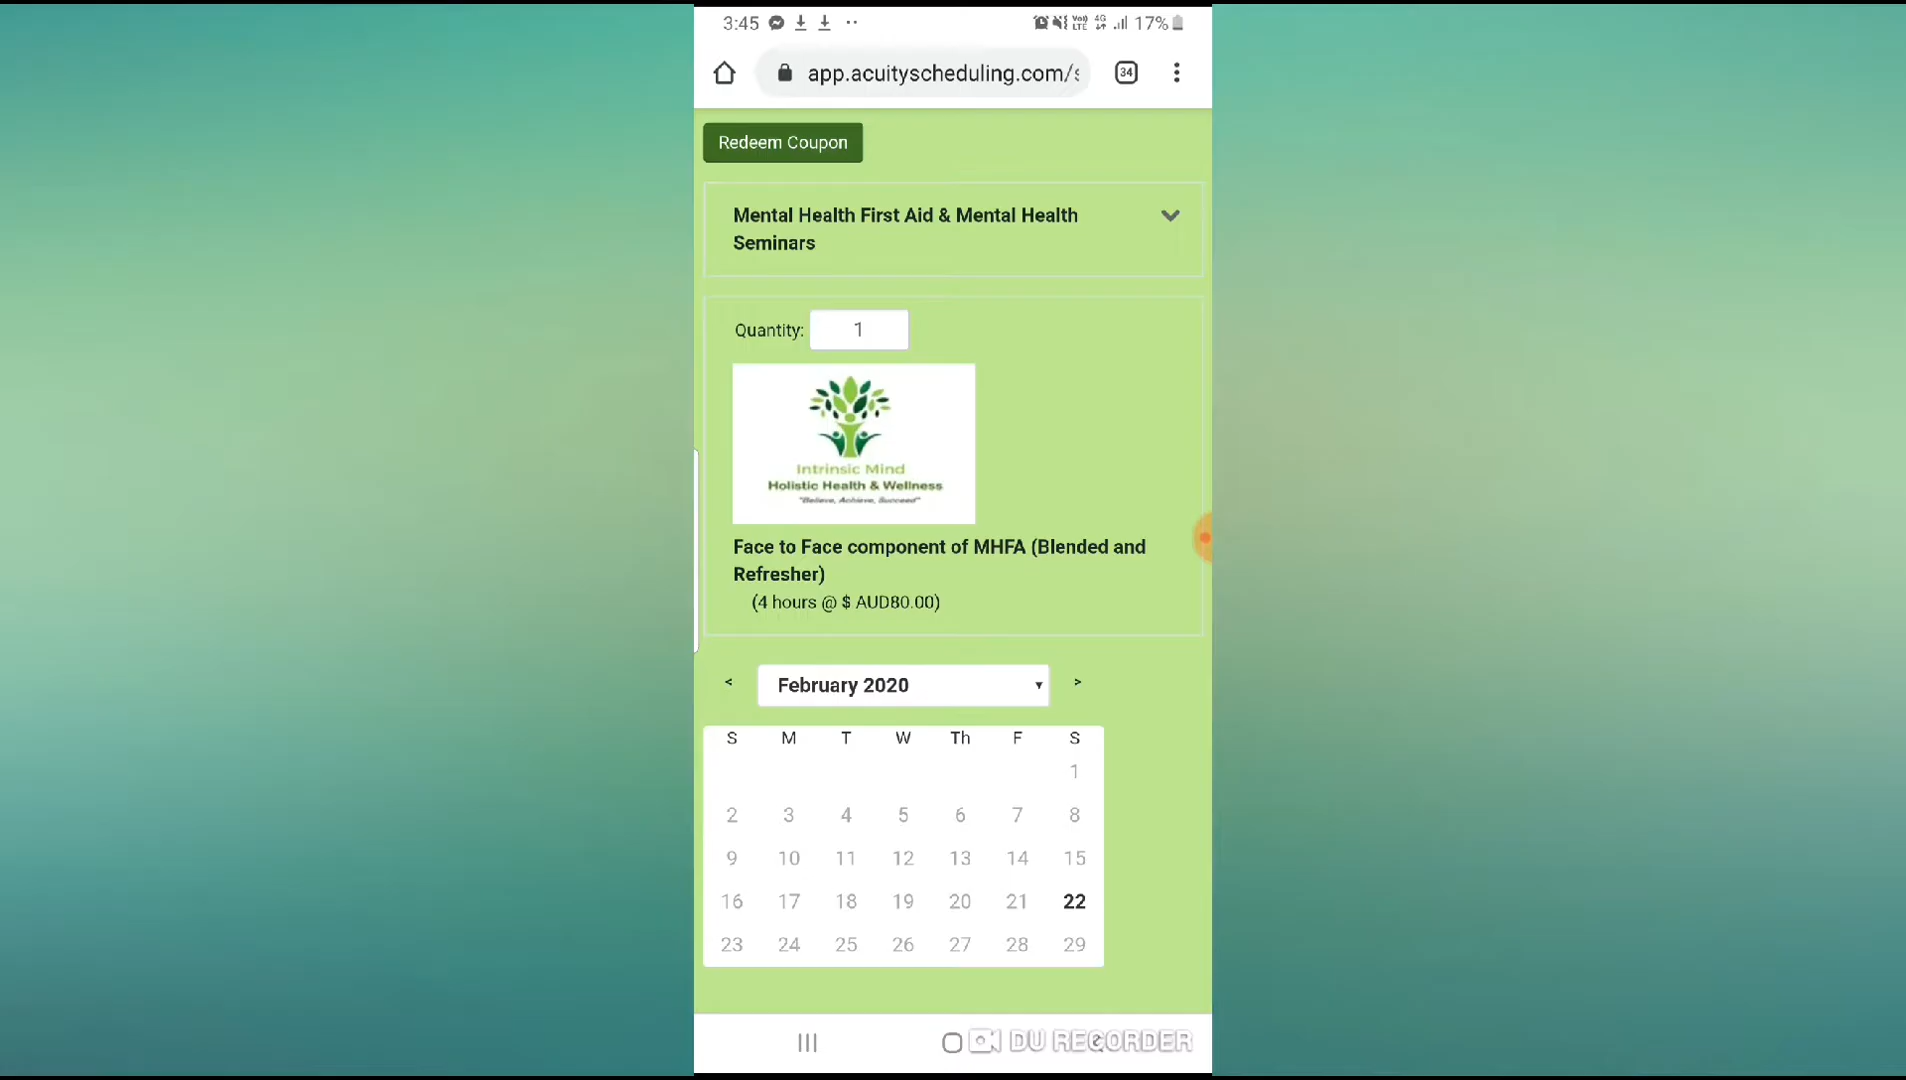 3:45 17%
app.acuityscheduling.com/s 34
Redeem Coupon
Mental Health First Aid & Mental Health
Seminars
Quantity: 1
Intrinsic Mind
Holistic Health & Wellness
"Believe, Achieve, Succeed"
Face to Face component of MHFA (Blended and
Refresher)
(4 hours @ $ AUD80.00)
< February 2020 >
S M T W Th F S
1
2 3 4 5 6 7 8
9 10 11 12 13 14 15
16 17 18 19 20 21 22
23 24 25 26 27 28 29
DU RECORDER